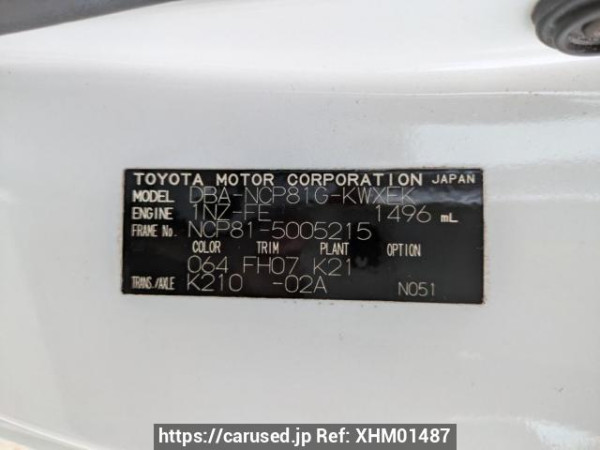 TOYOTA MOTOR CORPORATION JAPAN
MODEL DBA-NCP81G-KWXEK
ENGINE 1NZ-FE 1496 mL
FRAME No. NCP81-5005215
COLOR TRIM PLANT OPTION
064 FH07 K21
TRANS./AXLE K210 -02A N051
https://carused.jp Ref: XHM01487